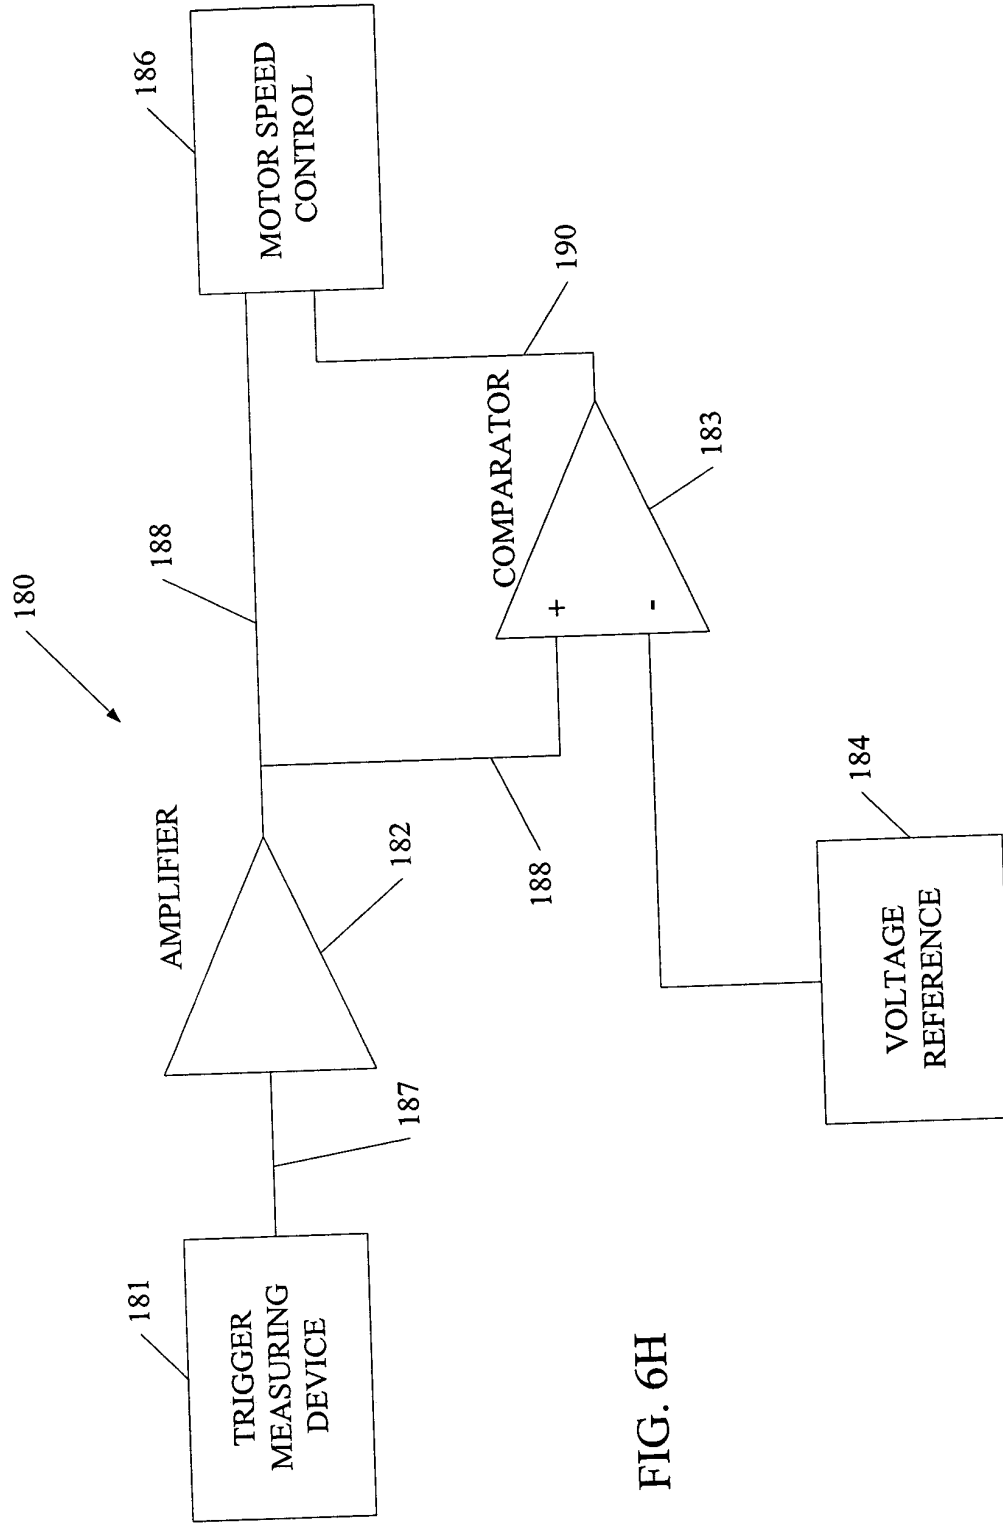 180
181
TRIGGER
MEASURING
DEVICE
187
AMPLIFIER
182
188
188
186
MOTOR SPEED
CONTROL
COMPARATOR
+
-
190
183
184
VOLTAGE
REFERENCE
FIG. 6H